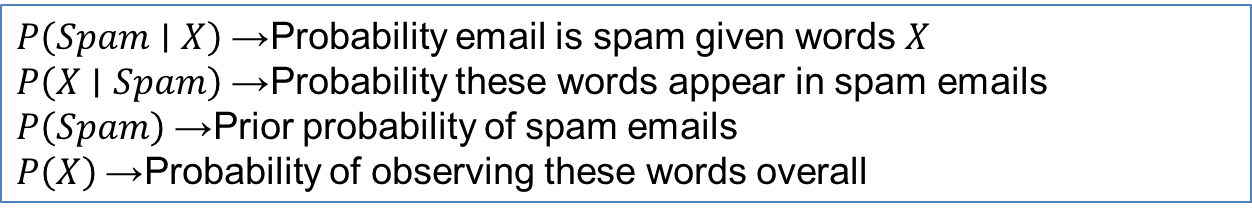 P(Spam ∣ X) →Probability email is spam given words X
P(X ∣ Spam) →Probability these words appear in spam emails
P(Spam) →Prior probability of spam emails
P(X) →Probability of observing these words overall